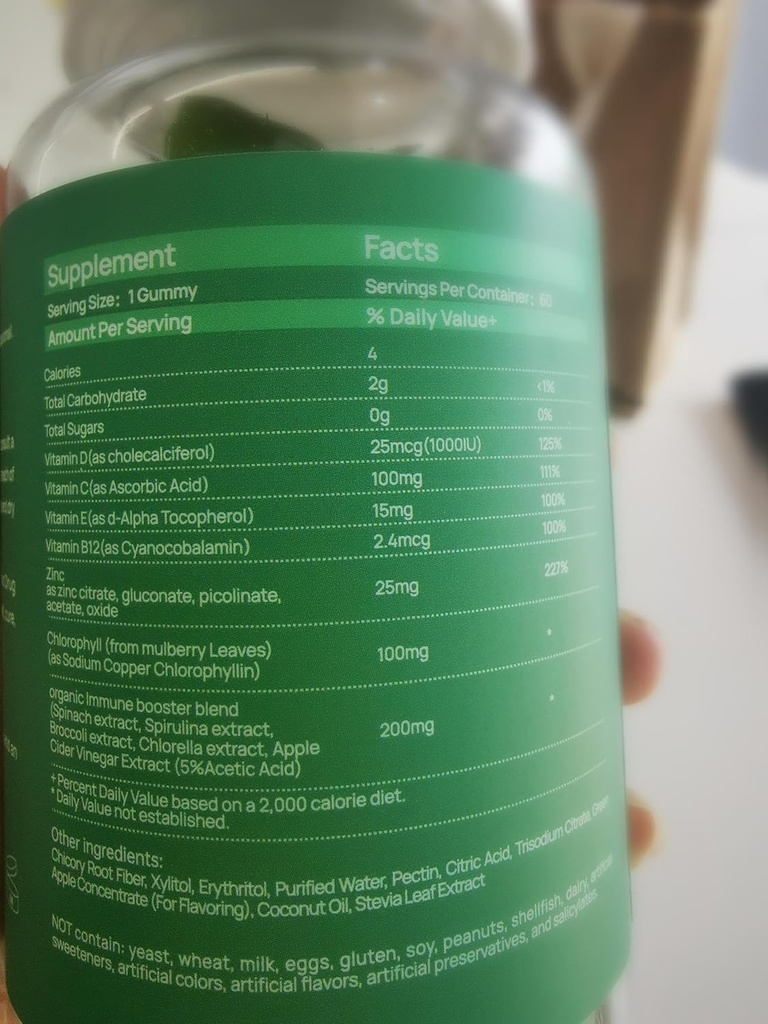 Supplement Facts
Serving Size: 1 Gummy Servings Per Container: 60
Amount Per Serving % Daily Value+
Calories 4
Total Carbohydrate 2g <1%
Total Sugars 0g 0%
Vitamin D(as cholecalciferol) 25mcg(1000IU) 125%
Vitamin C(as Ascorbic Acid) 100mg 111%
Vitamin E(as d-Alpha Tocopherol) 15mg 100%
Vitamin B12(as Cyanocobalamin) 2.4mcg 100%
Zinc
as zinc citrate, gluconate, picolinate, 25mg 227%
acetate, oxide
Chlorophyll (from mulberry Leaves)
(as Sodium Copper Chlorophyllin) 100mg *
organic Immune booster blend
(Spinach extract, Spirulina extract,
Broccoli extract, Chlorella extract, Apple 200mg *
Cider Vinegar Extract (5%Acetic Acid)
+Percent Daily Value based on a 2,000 calorie diet.
*Daily Value not established.
Other ingredients:
Chicory Root Fiber, Xylitol, Erythritol, Purified Water, Pectin, Citric Acid, Trisodium Citrate, Green
Apple Concentrate (For Flavoring), Coconut Oil, Stevia Leaf Extract
NOT contain: yeast, wheat, milk, eggs, gluten, soy, peanuts, shellfish, dairy, artificial
sweeteners, artificial colors, artificial flavors, artificial preservatives, and salicylates.